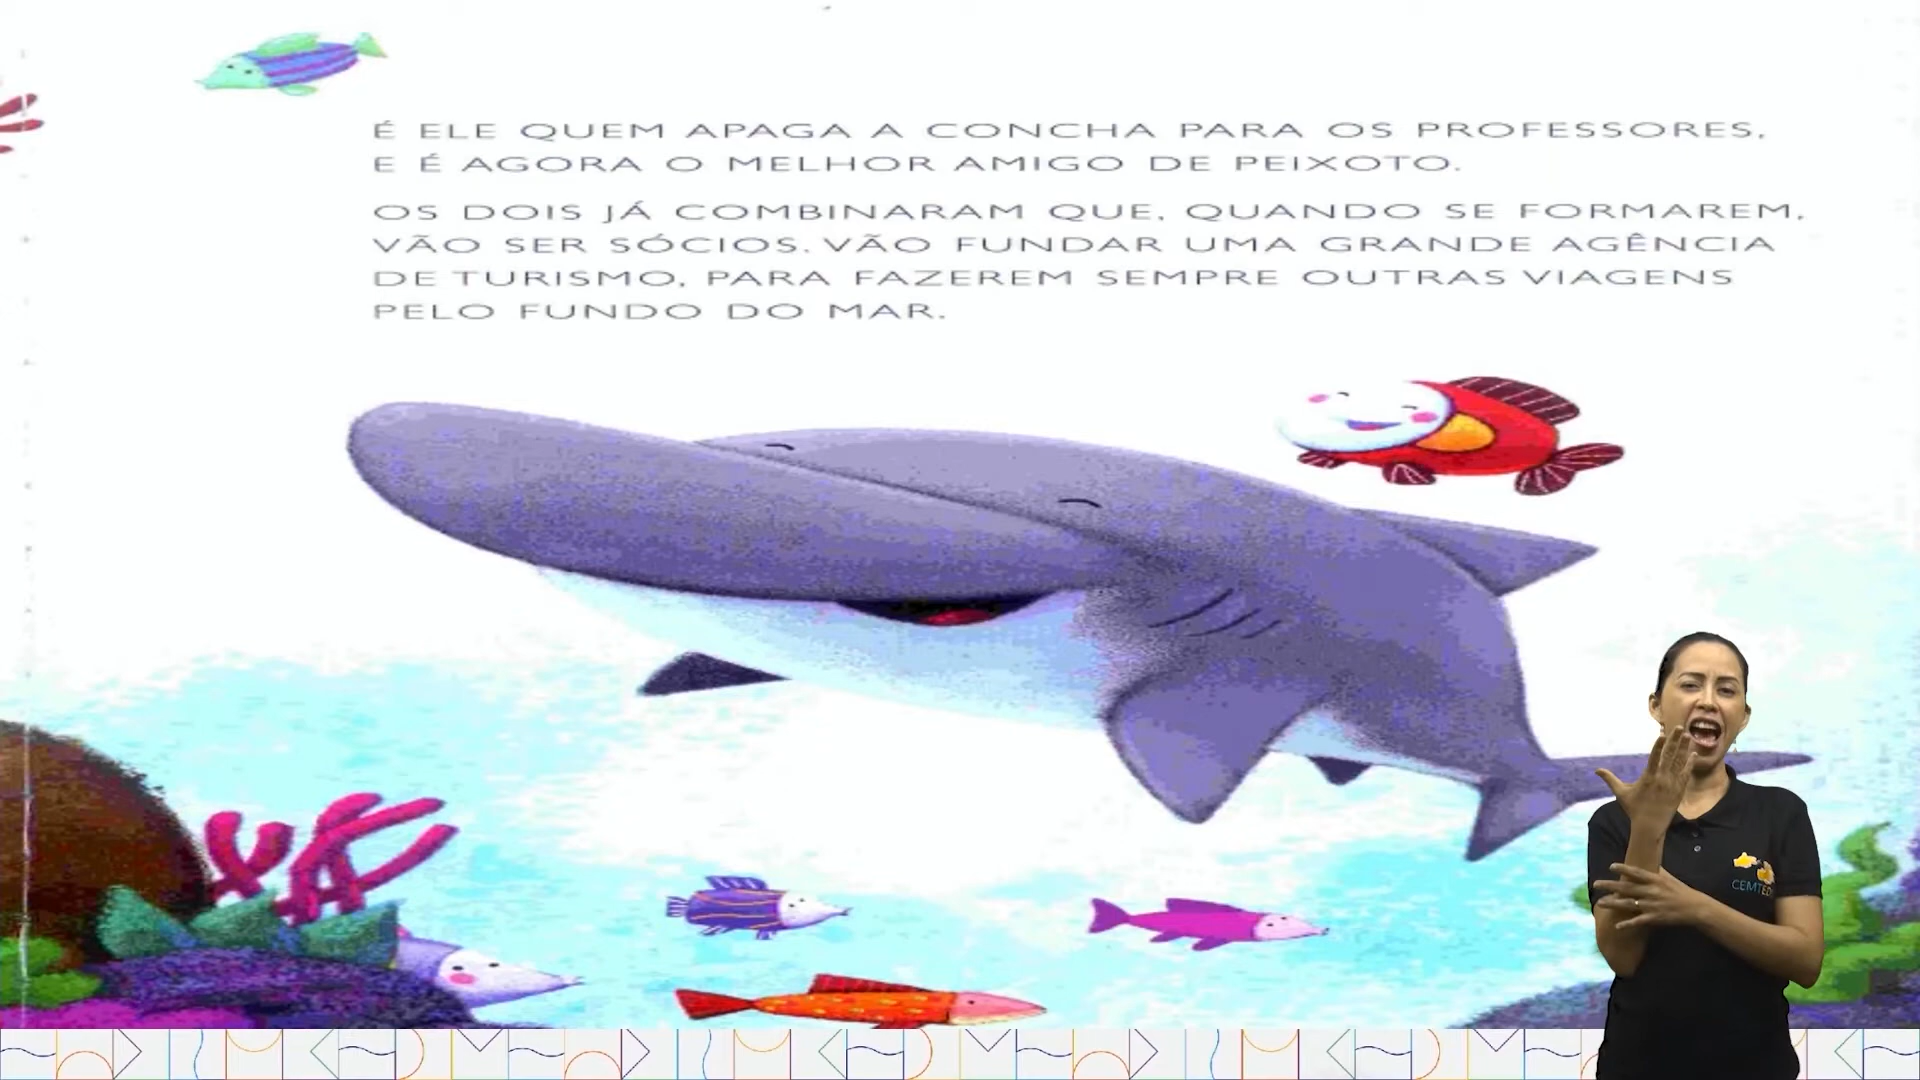 É ELE QUEM APAGA A CONCHA PARA OS PROFESSORES,
E É AGORA O MELHOR AMIGO DE PEIXOTO.
OS DOIS JÁ COMBINARAM QUE, QUANDO SE FORMAREM,
VÃO SER SÓCIOS. VÃO FUNDAR UMA GRANDE AGÊNCIA
DE TURISMO, PARA FAZEREM SEMPRE OUTRAS VIAGENS
PELO FUNDO DO MAR.